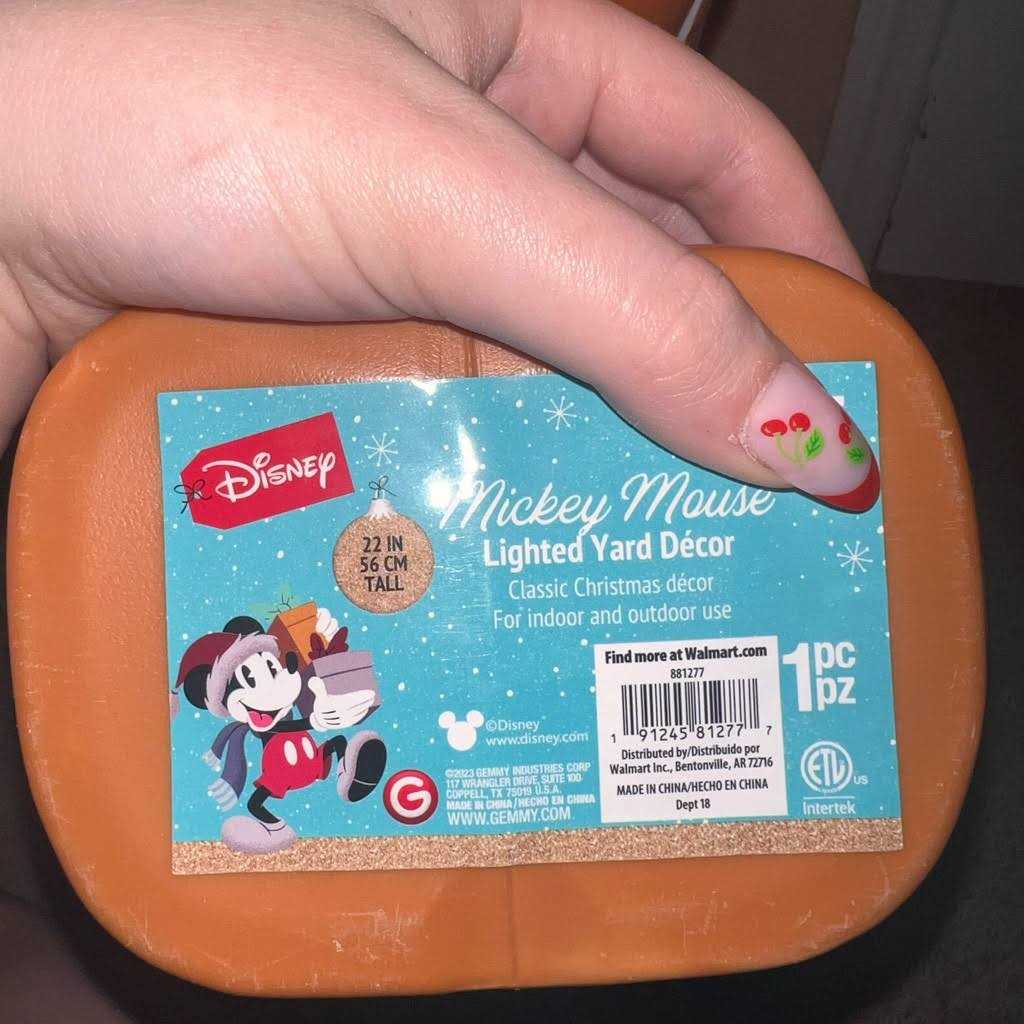 Disney
22 IN
56 CM
TALL
Mickey Mouse
Lighted Yard Décor
Classic Christmas décor
For indoor and outdoor use
Find more at Walmart.com
881277
1 91245 81277 7
Distributed by/Distribuido por
Walmart Inc., Bentonville, AR 72716
MADE IN CHINA/HECHO EN CHINA
Dept 18
1 pc
pz
©Disney
www.disney.com
G
©2023 GEMMY INDUSTRIES CORP
117 WRANGLER DRIVE, SUITE 100
COPPELL, TX 75019 U.S.A.
MADE IN CHINA/HECHO EN CHINA
WWW.GEMMY.COM
ETL US
Intertek